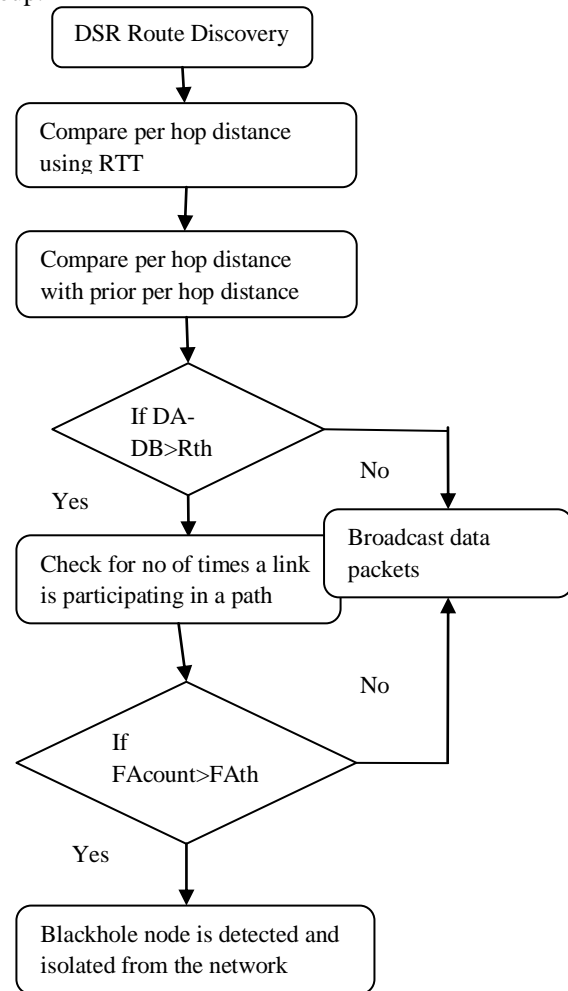 DSR Route Discovery
Compare per hop distance
using RTT
Compare per hop distance
with prior per hop distance
If DA-
DB>Rth
No
Yes
Broadcast data
packets
Check for no of times a link
is participating in a path
No
If
FAcount>FAth
Yes
Blackhole node is detected and
isolated from the network